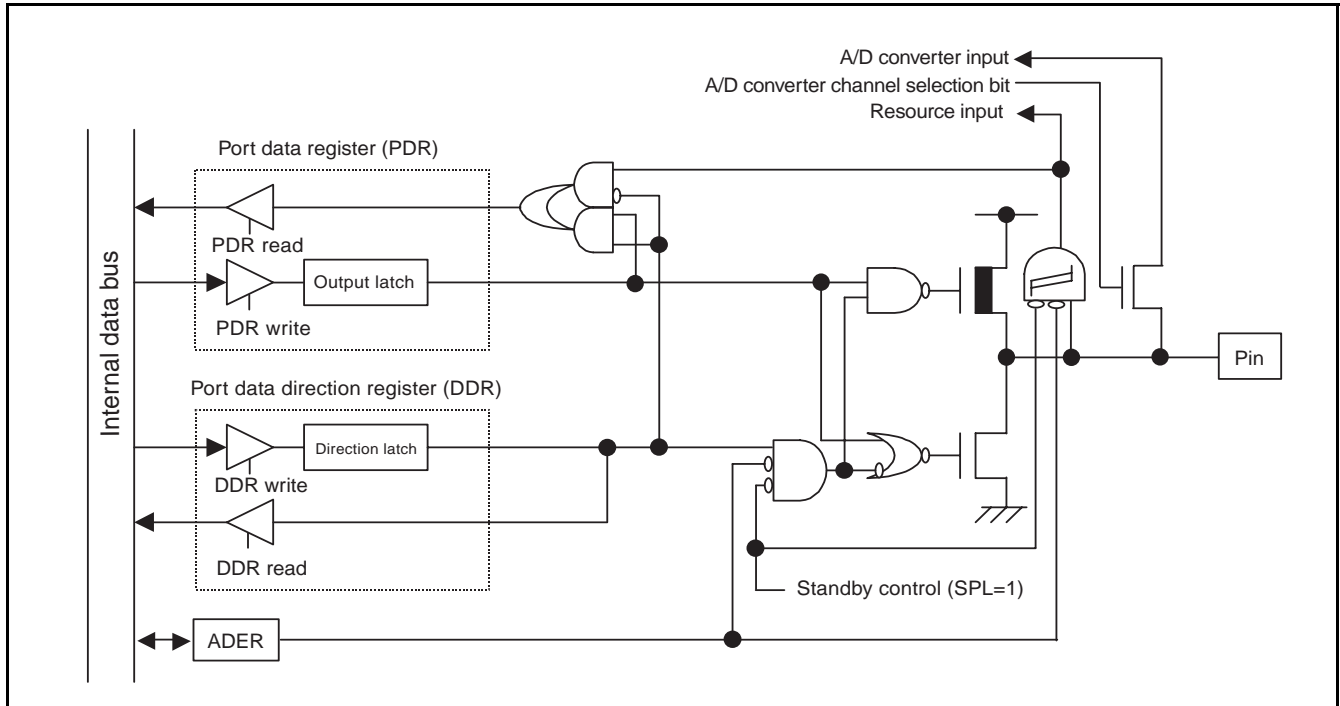 A/D converter input
A/D converter channel selection bit
Resource input
Port data register (PDR)
PDR read
Output latch
PDR write
Internal data bus
Pin
Port data direction register (DDR)
Direction latch
DDR write
DDR read
Standby control (SPL=1)
ADER